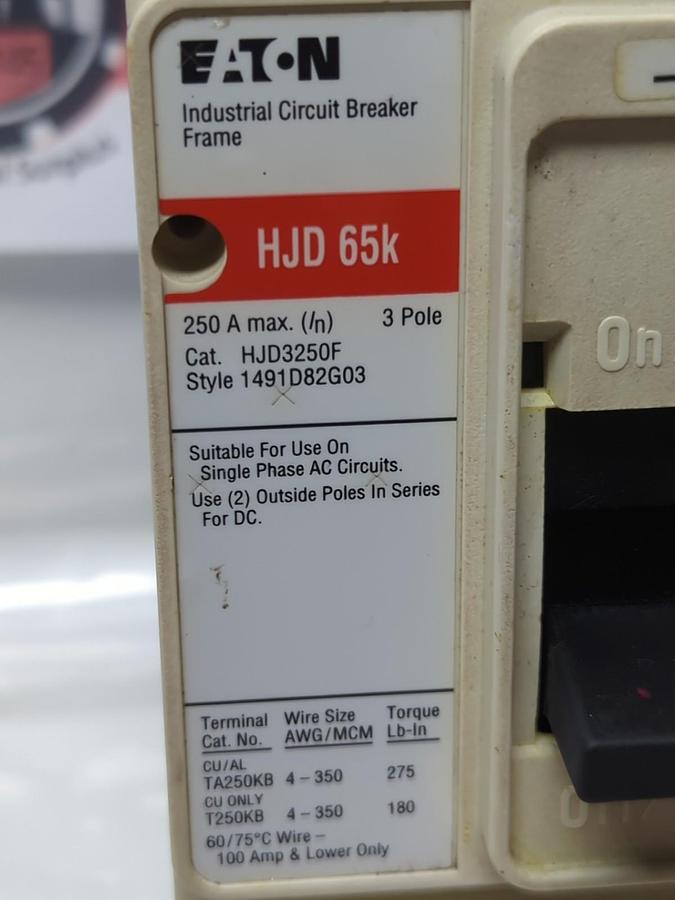 EATON
Industrial Circuit Breaker
Frame
HJD 65k
250 A max. (In) 3 Pole
Cat. HJD3250F
Style 1491D82G03
Suitable For Use On
Single Phase AC Circuits.
Use (2) Outside Poles In Series
For DC.
Terminal Wire Size Torque
Cat. No. AWG/MCM Lb-In
CU/AL
TA250KB 4–350 275
CU ONLY
T250KB 4–350 180
60/75°C Wire –
100 Amp & Lower Only
On